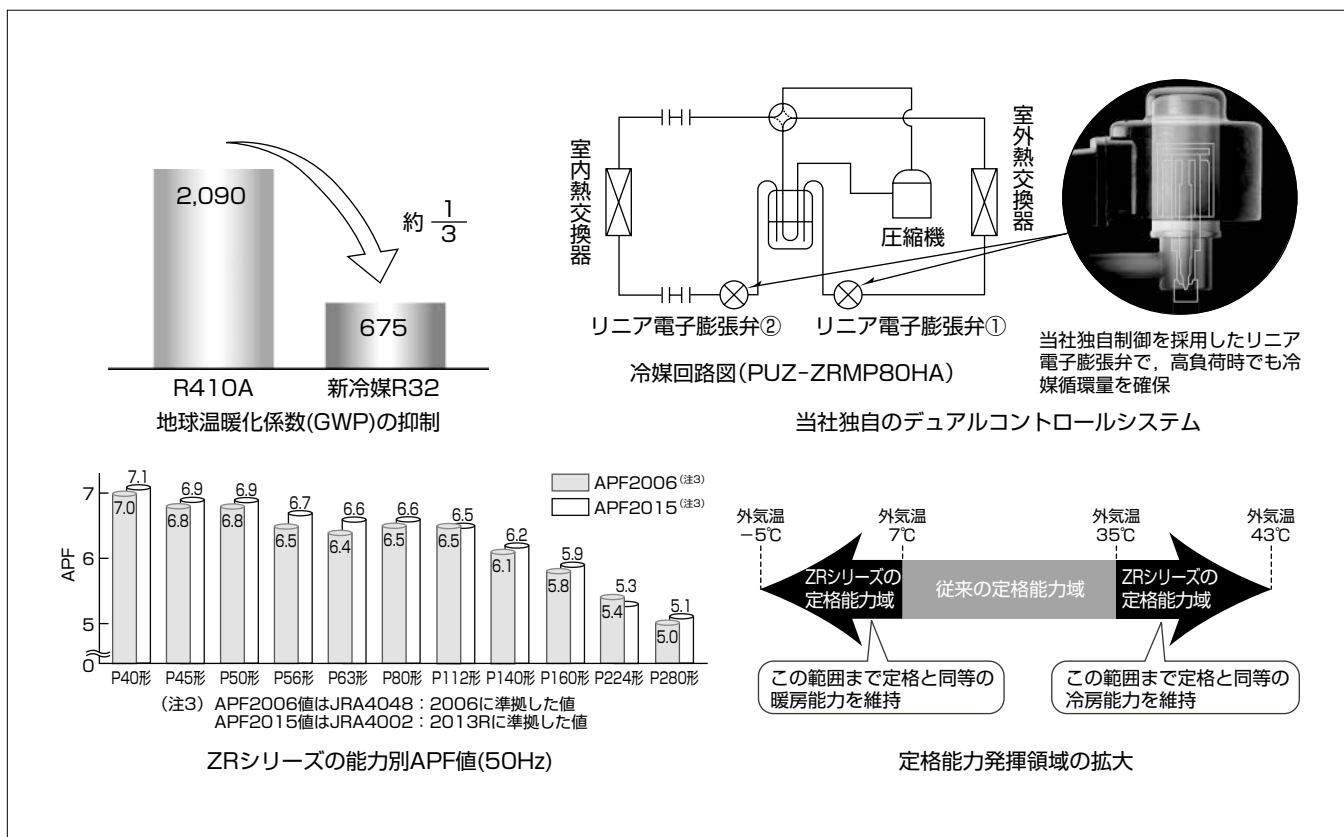 2,090
約 1/3
675
R410A
新冷媒R32
地球温暖化係数(GWP)の抑制
室内熱交換器
室外熱交換器
圧縮機
リニア電子膨張弁②
リニア電子膨張弁①
冷媒回路図(PUZ-ZRMP80HA)
当社独自制御を採用したリニア
電子膨張弁で，高負荷時でも冷
媒循環量を確保
当社独自のデュアルコントロールシステム
APF
7
6
5
0
APF2006(注3)
APF2015(注3)
7.0 7.1
6.8 6.9
6.8 6.9
6.5 6.7
6.4 6.6
6.5 6.6
6.5 6.5
6.1 6.2
5.8 5.9
5.4 5.3
5.0 5.1
P40形 P45形 P50形 P56形 P63形 P80形 P112形 P140形 P160形 P224形 P280形
(注3) APF2006値はJRA4048：2006に準拠した値
APF2015値はJRA4002：2013Rに準拠した値
ZRシリーズの能力別APF値(50Hz)
外気温
−5℃
外気温
7℃
外気温
35℃
外気温
43℃
ZRシリーズの
定格能力域
従来の定格能力域
ZRシリーズの
定格能力域
この範囲まで定格と同等の
暖房能力を維持
この範囲まで定格と同等の
冷房能力を維持
定格能力発揮領域の拡大